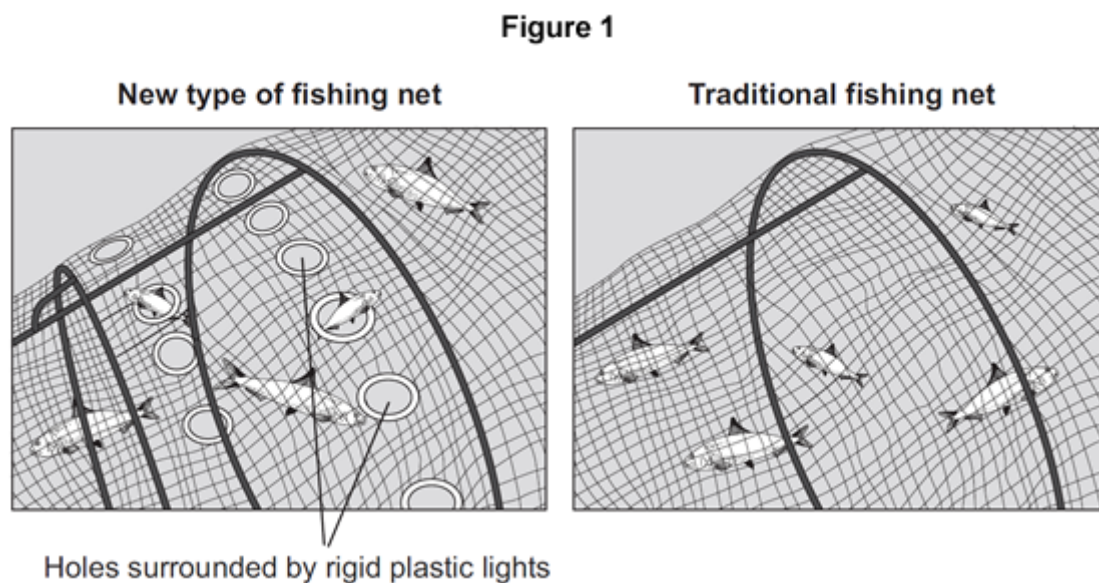 Figure 1
New type of fishing net
Traditional fishing net
Holes surrounded by rigid plastic lights